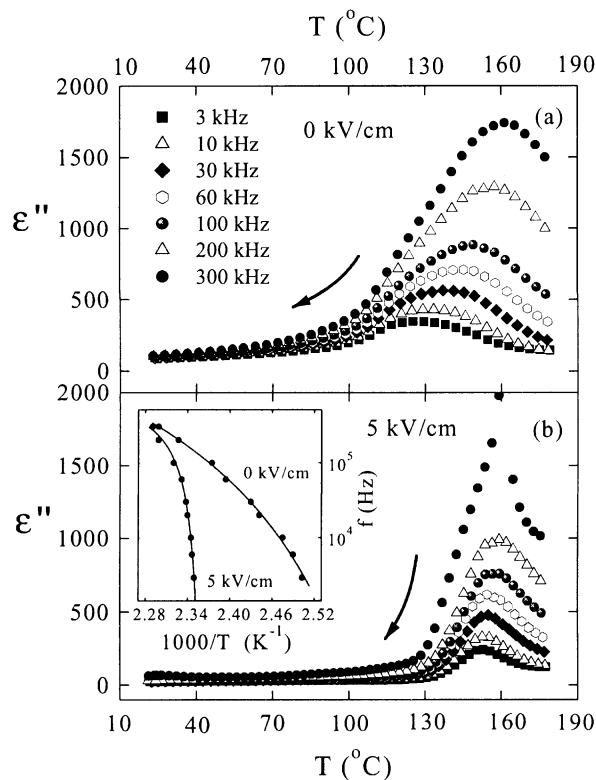 T (°C)
10 40 70 100 130 160 190
2000
1500
1000
500
0
ε"
(a)
0 kV/cm
3 kHz
10 kHz
30 kHz
60 kHz
100 kHz
200 kHz
300 kHz
2000
1500
1000
500
0
ε"
(b)
5 kV/cm
0 kV/cm
5 kV/cm
10⁵
10⁴
f (Hz)
2.28 2.34 2.40 2.46 2.52
1000/T (K⁻¹)
10 40 70 100 130 160 190
T (°C)